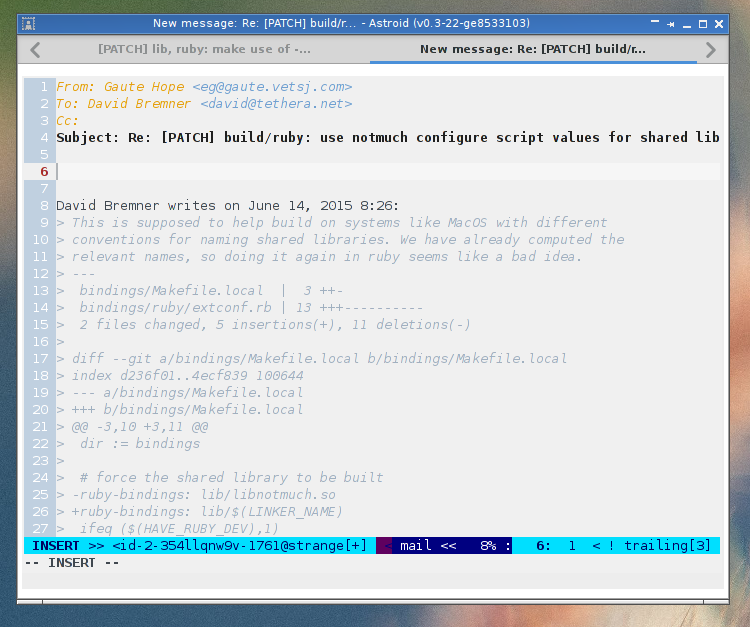 New message: Re: [PATCH] build/r... - Astroid (v0.3-22-ge8533103)
[PATCH] lib, ruby: make use of -...
New message: Re: [PATCH] build/r...
1 From: Gaute Hope <eg@gaute.vetsj.com>
2 To: David Bremner <david@tethera.net>
3 Cc:
4 Subject: Re: [PATCH] build/ruby: use notmuch configure script values for shared lib
5
6
7
8 David Bremner writes on June 14, 2015 8:26:
9 > This is supposed to help build on systems like MacOS with different
10 > conventions for naming shared libraries. We have already computed the
11 > relevant names, so doing it again in ruby seems like a bad idea.
12 > ---
13 >  bindings/Makefile.local  |  3 ++-
14 >  bindings/ruby/extconf.rb | 13 +++----------
15 >  2 files changed, 5 insertions(+), 11 deletions(-)
16 >
17 > diff --git a/bindings/Makefile.local b/bindings/Makefile.local
18 > index d236f01..4ecf839 100644
19 > --- a/bindings/Makefile.local
20 > +++ b/bindings/Makefile.local
21 > @@ -3,10 +3,11 @@
22 >  dir := bindings
23 >
24 >  # force the shared library to be built
25 > -ruby-bindings: lib/libnotmuch.so
26 > +ruby-bindings: lib/$(LINKER_NAME)
27 >  ifeq ($(HAVE_RUBY_DEV),1)
INSERT >> <id-2-354llqnw9v-1761@strange[+] < mail << 8% : 6: 1 < ! trailing[3]
-- INSERT --